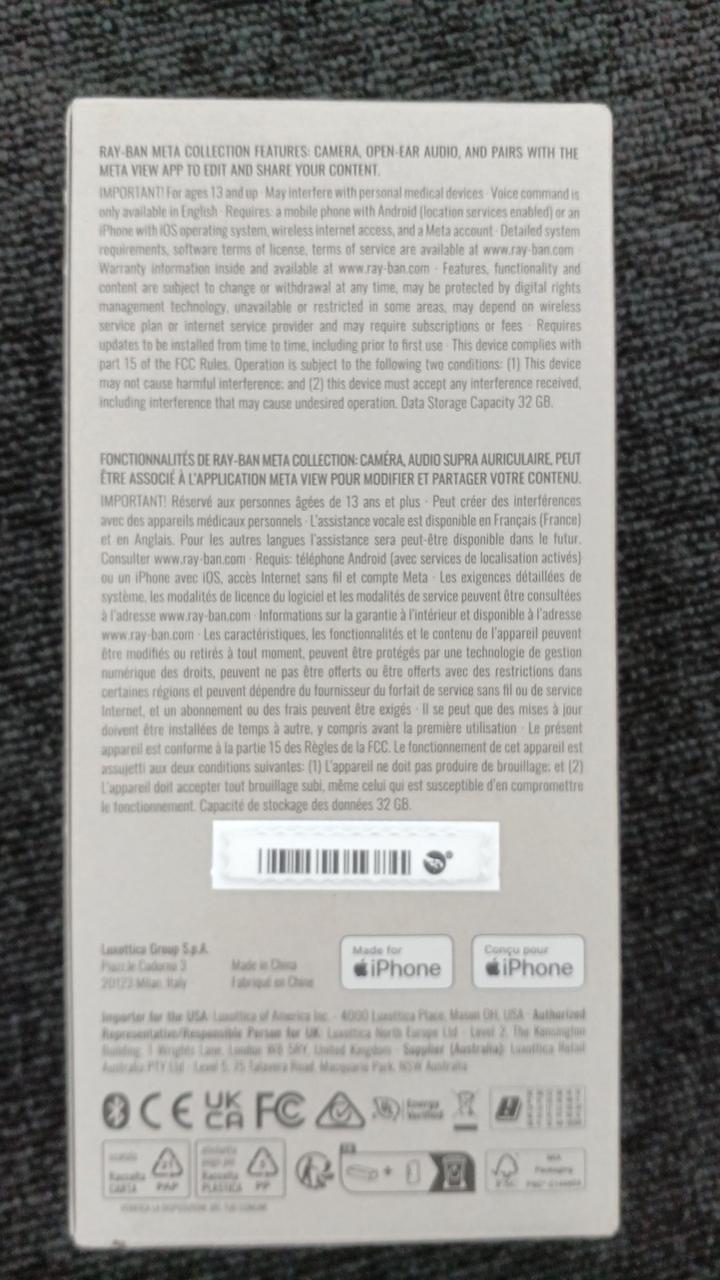 RAY-BAN META COLLECTION FEATURES: CAMERA, OPEN-EAR AUDIO, AND PAIRS WITH THE
META VIEW APP TO EDIT AND SHARE YOUR CONTENT.
IMPORTANT! For ages 13 and up · May interfere with personal medical devices · Voice command is
only available in English · Requires: a mobile phone with Android (location services enabled) or an
iPhone with iOS operating system, wireless internet access, and a Meta account · Detailed system
requirements, software terms of license, terms of service are available at www.ray-ban.com ·
Warranty information inside and available at www.ray-ban.com · Features, functionality and
content are subject to change or withdrawal at any time, may be protected by digital rights
management technology, unavailable or restricted in some areas, may depend on wireless
service plan or internet service provider and may require subscriptions or fees · Requires
updates to be installed from time to time, including prior to first use · This device complies with
part 15 of the FCC Rules. Operation is subject to the following two conditions: (1) This device
may not cause harmful interference; and (2) this device must accept any interference received,
including interference that may cause undesired operation. Data Storage Capacity 32 GB.
FONCTIONNALITÉS DE RAY-BAN META COLLECTION: CAMÉRA, AUDIO SUPRA AURICULAIRE, PEUT
ÊTRE ASSOCIÉ À L'APPLICATION META VIEW POUR MODIFIER ET PARTAGER VOTRE CONTENU.
IMPORTANT! Réservé aux personnes âgées de 13 ans et plus · Peut créer des interférences
avec des appareils médicaux personnels · L'assistance vocale est disponible en Français (France)
et en Anglais. Pour les autres langues l'assistance sera peut-être disponible dans le futur.
Consulter www.ray-ban.com · Requis: téléphone Android (avec services de localisation activés)
ou un iPhone avec iOS, accès Internet sans fil et compte Meta · Les exigences détaillées de
système, les modalités de licence du logiciel et les modalités de service peuvent être consultées
à l'adresse www.ray-ban.com · Informations sur la garantie à l'intérieur et disponible à l'adresse
www.ray-ban.com · Les caractéristiques, les fonctionnalités et le contenu de l'appareil peuvent
être modifiés ou retirés à tout moment, peuvent être protégés par une technologie de gestion
numérique des droits, peuvent ne pas être offerts ou être offerts avec des restrictions dans
certaines régions et peuvent dépendre du fournisseur du forfait de service sans fil ou de service
Internet, et un abonnement ou des frais peuvent être exigés · Il se peut que des mises à jour
doivent être installées de temps à autre, y compris avant la première utilisation · Le présent
appareil est conforme à la partie 15 des Règles de la FCC. Le fonctionnement de cet appareil est
assujetti aux deux conditions suivantes: (1) L'appareil ne doit pas produire de brouillage; et (2)
L'appareil doit accepter tout brouillage subi, même celui qui est susceptible d'en compromettre
le fonctionnement. Capacité de stockage des données 32 GB.
Luxottica Group S.p.A.
Piazzale Cadorna 3
20123 Milan, Italy
Made in China
Fabriqué en Chine
Made for
iPhone
Conçu pour
iPhone
Importer for the USA: Luxottica of America Inc. · 4000 Luxottica Place, Mason OH, USA · Authorized
Representative/Responsible Person for UK: Luxottica North Europe Ltd · Level 2, The Kensington
Building, 1 Wrights Lane, London W8 5RY, United Kingdom · Supplier (Australia): Luxottica Retail
Australia PTY Ltd · Level 5, 75 Talavera Road, Macquarie Park, NSW Australia
CE UK CA FC Energy
Verified
Raccolta
CARTA
PAP
Raccolta
PLASTICA
PP
MIX
Packaging
VERIFICA LE DISPOSIZIONI DEL TUO COMUNE